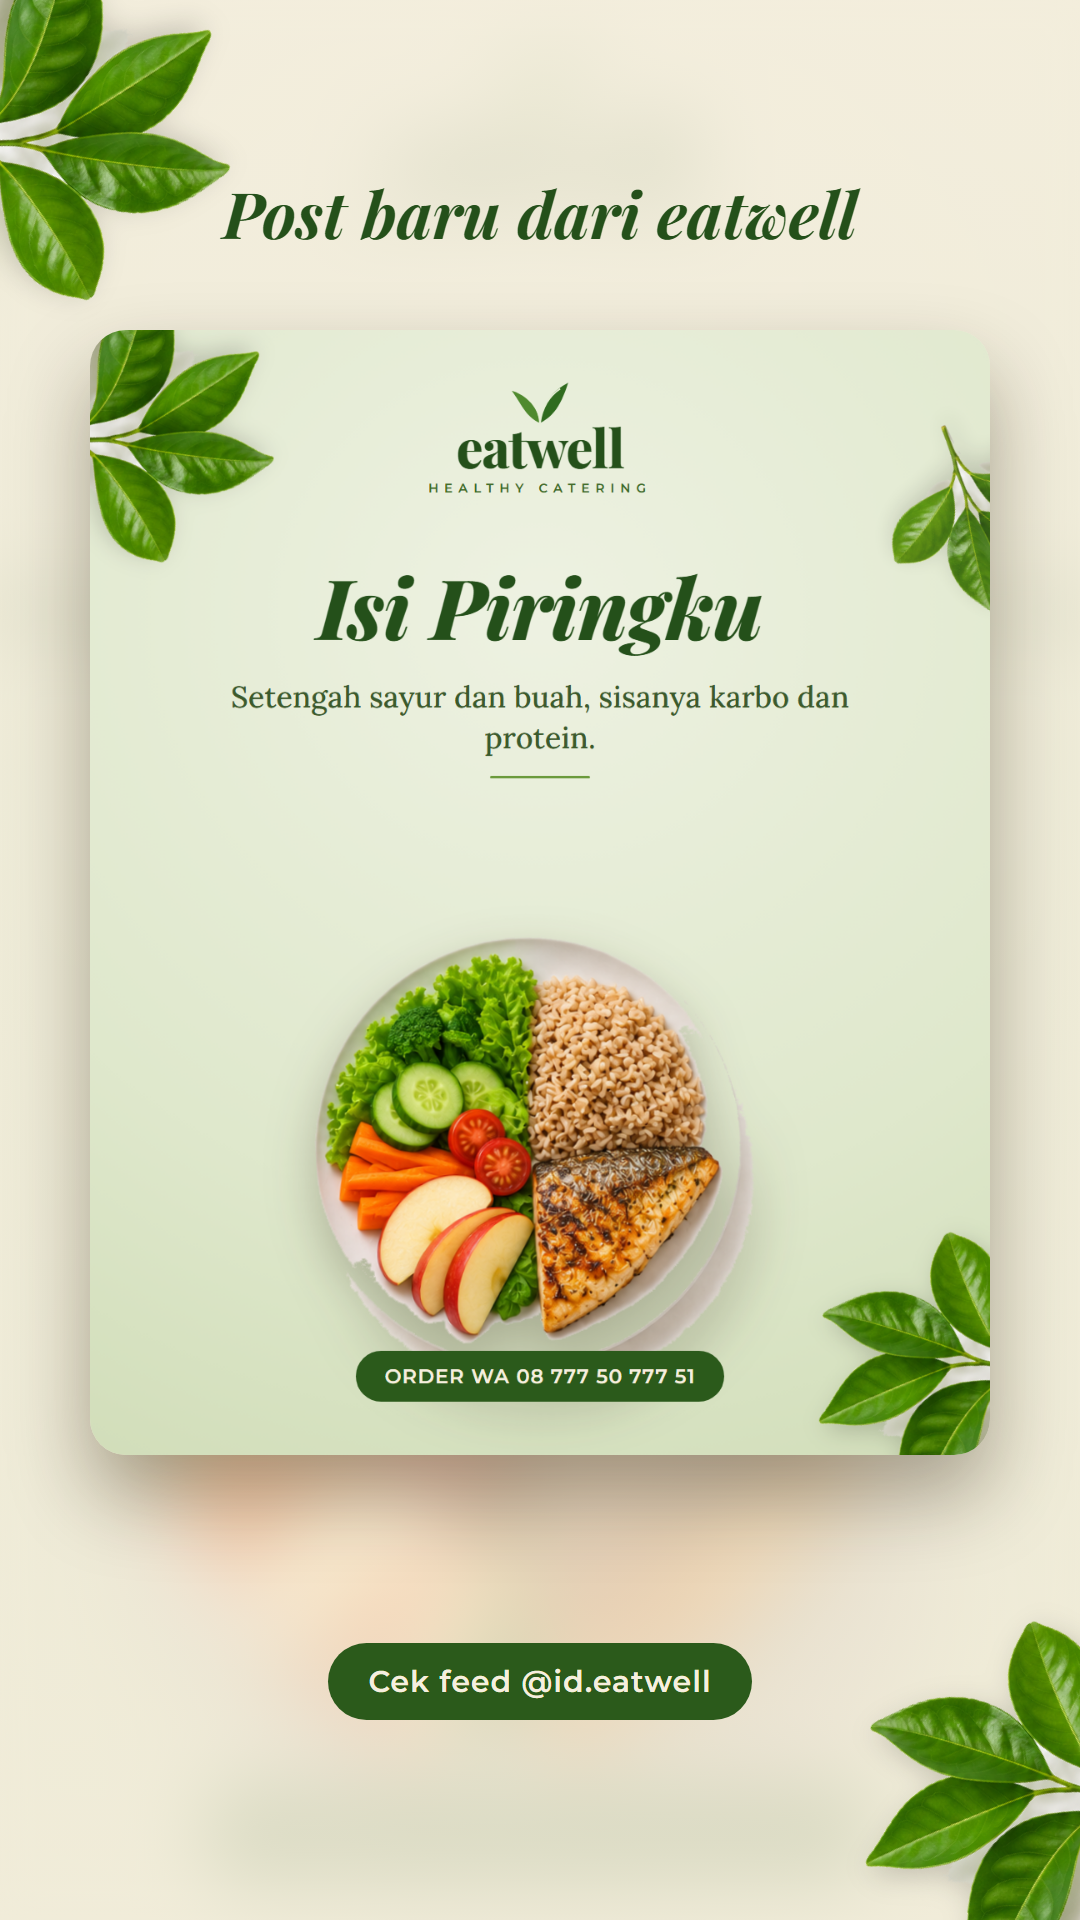 Post baru dari eatwell
eatwell
HEALTHY CATERING
Isi Piringku
Setengah sayur dan buah, sisanya karbo dan
protein.
ORDER WA 08 777 50 777 51
Cek feed @id.eatwell